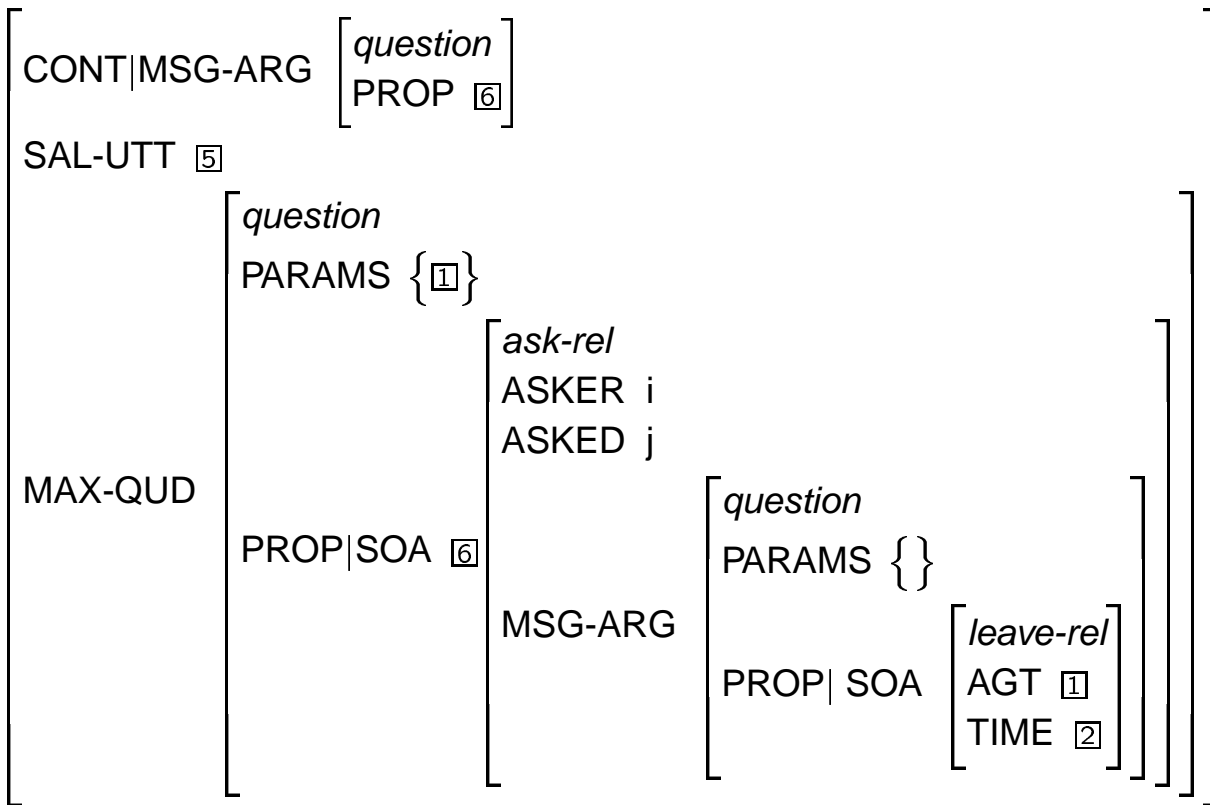 question
CONT|MSG-ARG
PROP 6
SAL-UTT 5
question
PARAMS {1}
ask-rel
ASKER i
ASKED j
question
MAX-QUD
PARAMS { }
PROP|SOA 6
MSG-ARG
leave-rel
PROP| SOA AGT 1
TIME 2